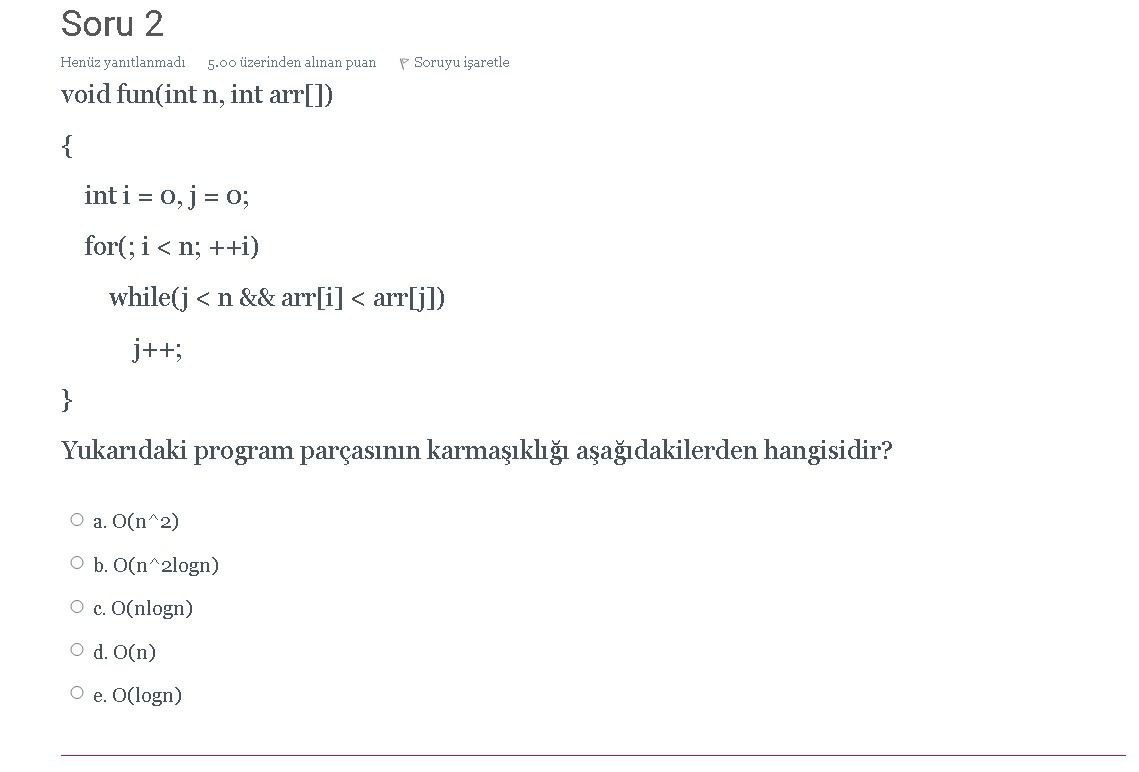 Soru 2
Henüz yanıtlanmadı 5.00 üzerinden alınan puan Soruyu işaretle
void fun(int n, int arr[])
{
int i = 0, j = 0;
for(; i < n; ++i)
while(j < n && arr[i] < arr[j])
j++;
}
Yukarıdaki program parçasının karmaşıklığı aşağıdakilerden hangisidir?
a. O(n^2)
b. O(n^2logn)
c. O(nlogn)
d. O(n)
e. O(logn)